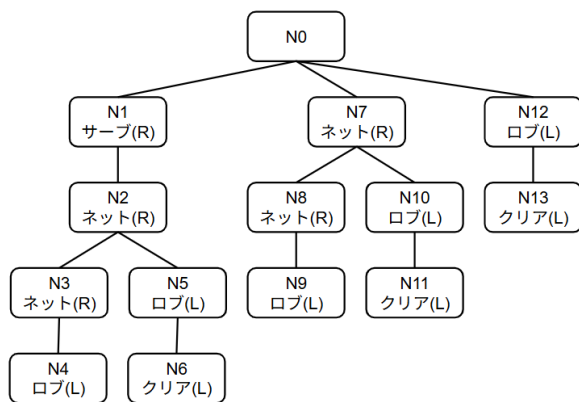 N0
N1
サーブ(R)
N7
ネット(R)
N12
ロブ(L)
N2
ネット(R)
N8
ネット(R)
N10
ロブ(L)
N13
クリア(L)
N3
ネット(R)
N5
ロブ(L)
N9
ロブ(L)
N11
クリア(L)
N4
ロブ(L)
N6
クリア(L)